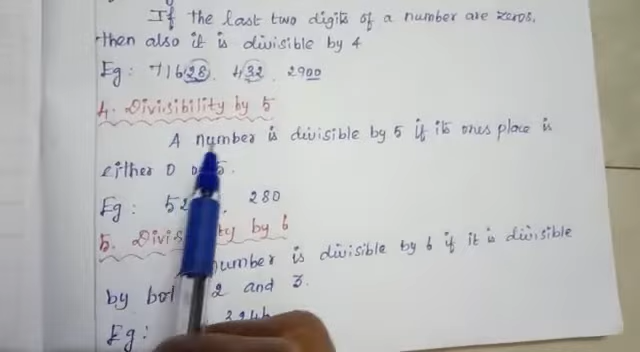 If the last two digits of a number are zeros,
then also it is divisible by 4
Eg: 71628, 432, 2900
4. Divisibility by 5
A number is divisible by 5 if its ones place is
either 0 or 5.
Eg: 280
5. by 6
number is divisible by 6 if it is divisible
by 2 and 3.
Eg: